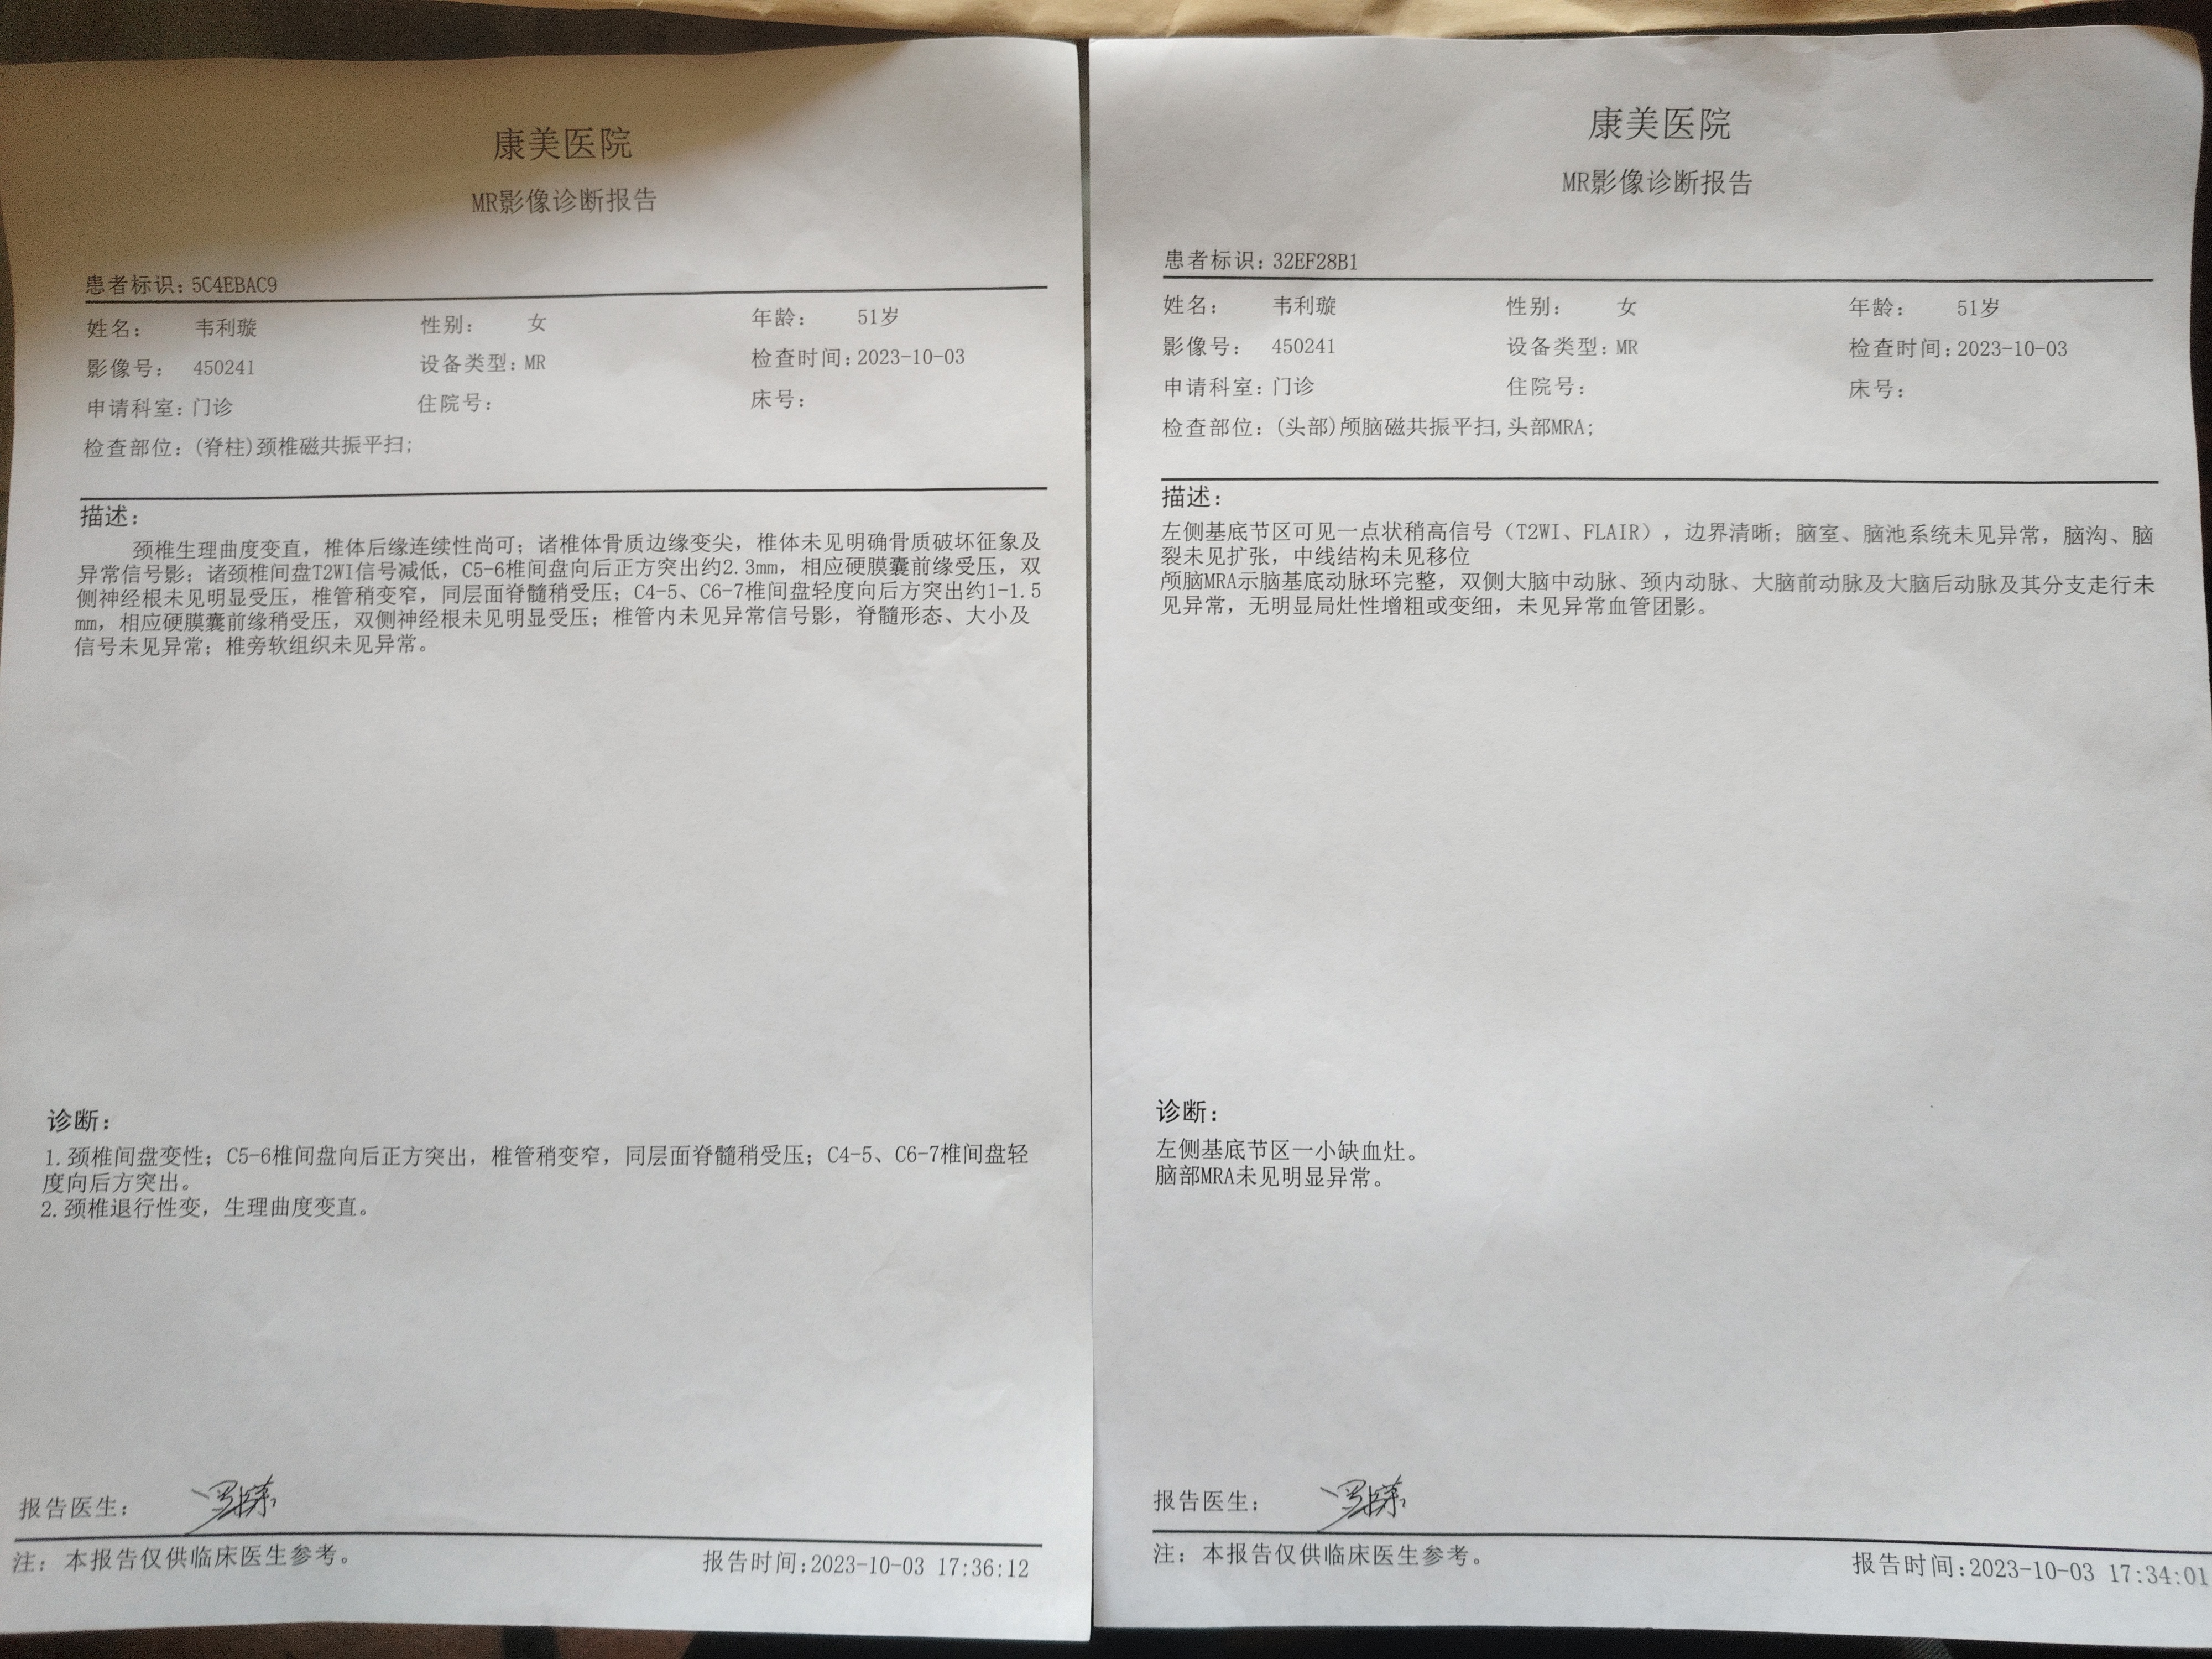 康美医院
MR影像诊断报告
患者标识：5C4EBAC9
姓名： 韦利璇 性别： 女 年龄： 51岁
影像号： 450241 设备类型：MR 检查时间：2023-10-03
申请科室：门诊 住院号： 床号：
检查部位：(脊柱)颈椎磁共振平扫;
描述：
颈椎生理曲度变直，椎体后缘连续性尚可；诸椎体骨质边缘变尖，椎体未见明确骨质破坏征象及
异常信号影；诸颈椎间盘T2WI信号减低，C5-6椎间盘向后正方突出约2.3mm，相应硬膜囊前缘受压，双
侧神经根未见明显受压，椎管稍变窄，同层面脊髓稍受压；C4-5、C6-7椎间盘轻度向后方突出约1-1.5
mm，相应硬膜囊前缘稍受压，双侧神经根未见明显受压；椎管内未见异常信号影，脊髓形态、大小及
信号未见异常；椎旁软组织未见异常。
诊断：
1.颈椎间盘变性；C5-6椎间盘向后正方突出，椎管稍变窄，同层面脊髓稍受压；C4-5、C6-7椎间盘轻
度向后方突出。
2.颈椎退行性变，生理曲度变直。
报告医生：
注：本报告仅供临床医生参考。 报告时间:2023-10-03 17:36:12
康美医院
MR影像诊断报告
患者标识：32EF28B1
姓名： 韦利璇 性别： 女 年龄： 51岁
影像号： 450241 设备类型：MR 检查时间：2023-10-03
申请科室：门诊 住院号： 床号：
检查部位：(头部)颅脑磁共振平扫,头部MRA;
描述：
左侧基底节区可见一点状稍高信号（T2WI、FLAIR），边界清晰；脑室、脑池系统未见异常，脑沟、脑
裂未见扩张，中线结构未见移位
颅脑MRA示脑基底动脉环完整，双侧大脑中动脉、颈内动脉、大脑前动脉及大脑后动脉及其分支走行未
见异常，无明显局灶性增粗或变细，未见异常血管团影。
诊断：
左侧基底节区一小缺血灶。
脑部MRA未见明显异常。
报告医生：
注：本报告仅供临床医生参考。 报告时间:2023-10-03 17:34:01